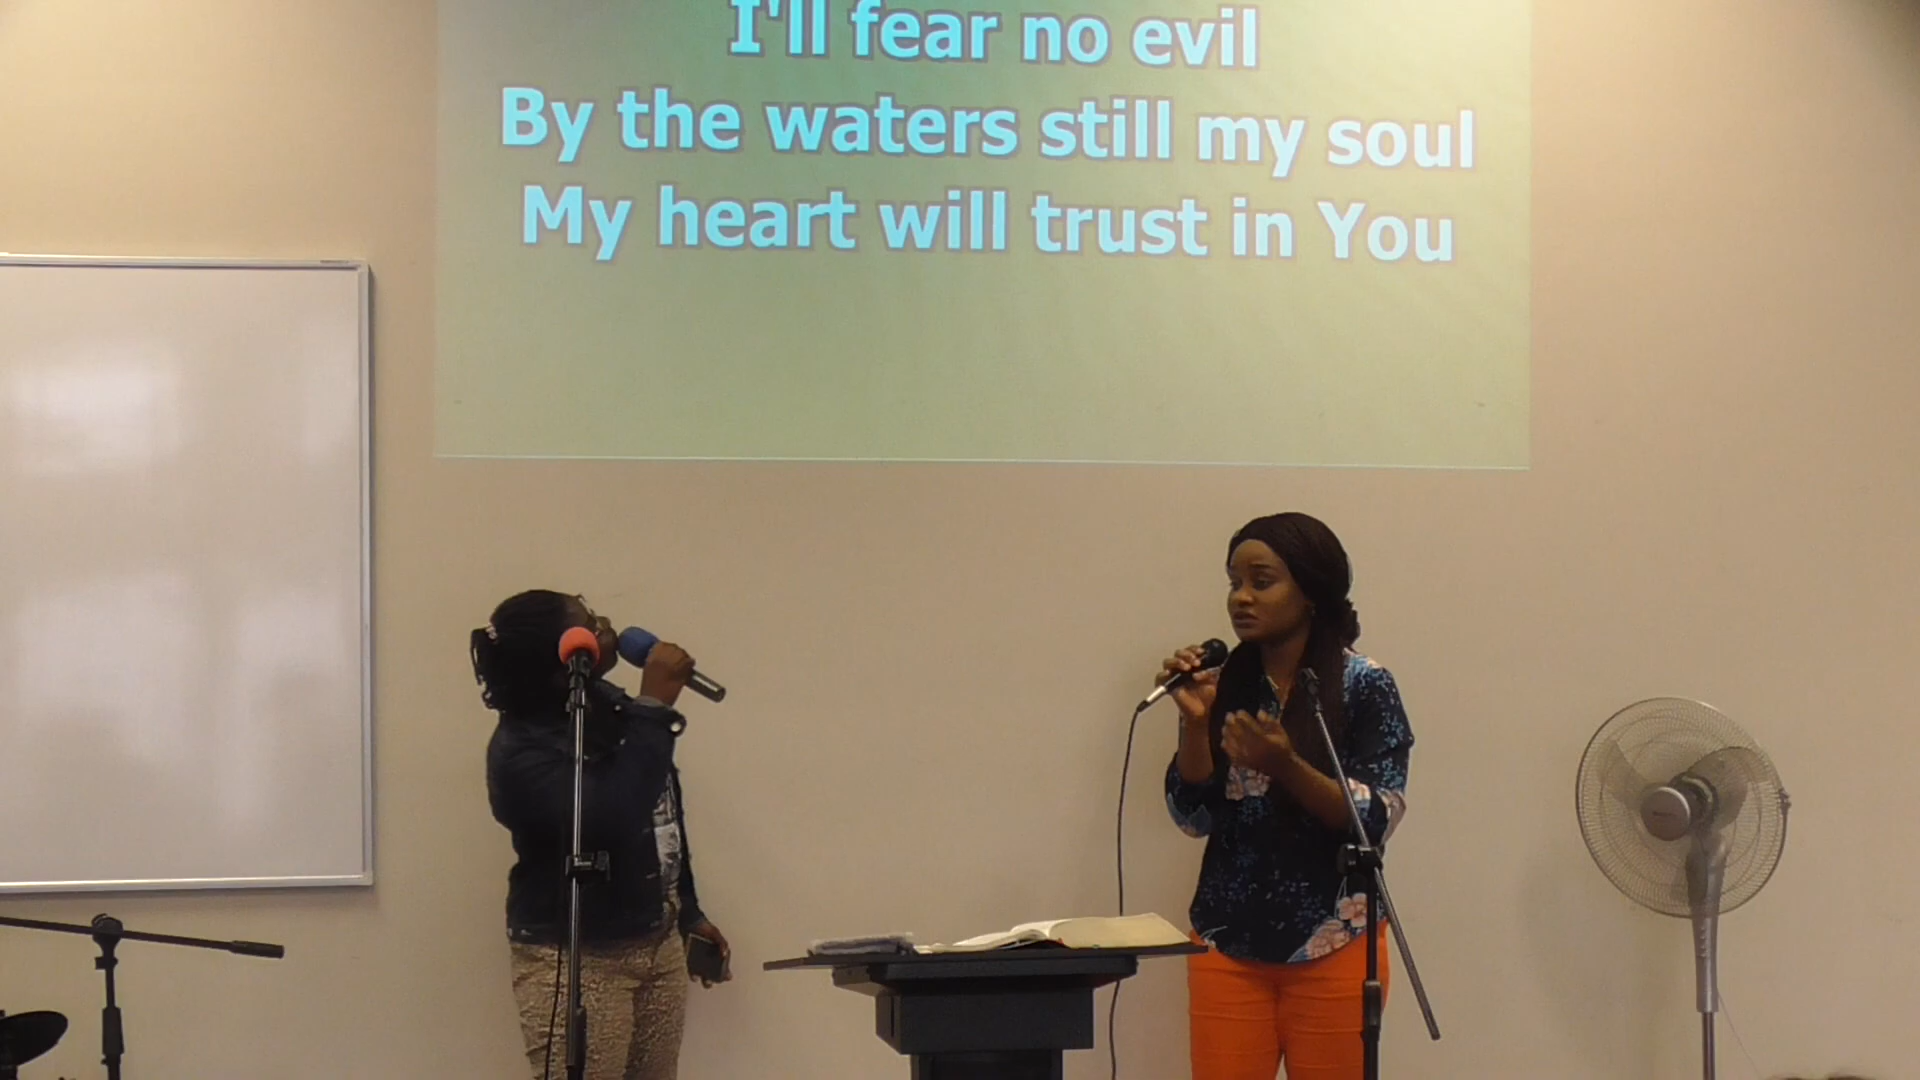 I'll fear no evil
By the waters still my soul
My heart will trust in You